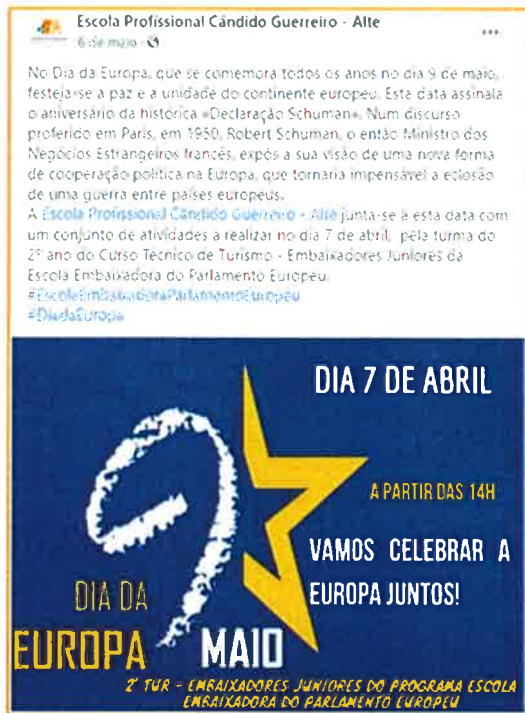 Escola Profissional Cândido Guerreiro - Alte
6 de maio
No Dia da Europa, que se comemora todos os anos no dia 9 de maio,
festeja-se a paz e a unidade do continente europeu. Esta data assinala
o aniversário da histórica «Declaração Schuman». Num discurso
proferido em Paris, em 1950, Robert Schuman, o então Ministro dos
Negócios Estrangeiros francês, expôs a sua visão de uma nova forma
de cooperação política na Europa, que tornaria impensável a eclosão
de uma guerra entre países europeus.
A Escola Profissional Cândido Guerreiro - Alte junta-se a esta data com
um conjunto de atividades a realizar no dia 7 de abril, pela turma do
2º ano do Curso Técnico de Turismo - Embaixadores Juniores da
Escola Embaixadora do Parlamento Europeu.
#EscolaEmbaixadoraParlamentoEuropeu
#DiadaEuropa
DIA 7 DE ABRIL
A PARTIR DAS 14H
VAMOS CELEBRAR A
EUROPA JUNTOS!
9
DIA DA
EUROPA MAIO
2º TUR - EMBAIXADORES JUNIORES DO PROGRAMA ESCOLA
EMBAIXADORA DO PARLAMENTO EUROPEU